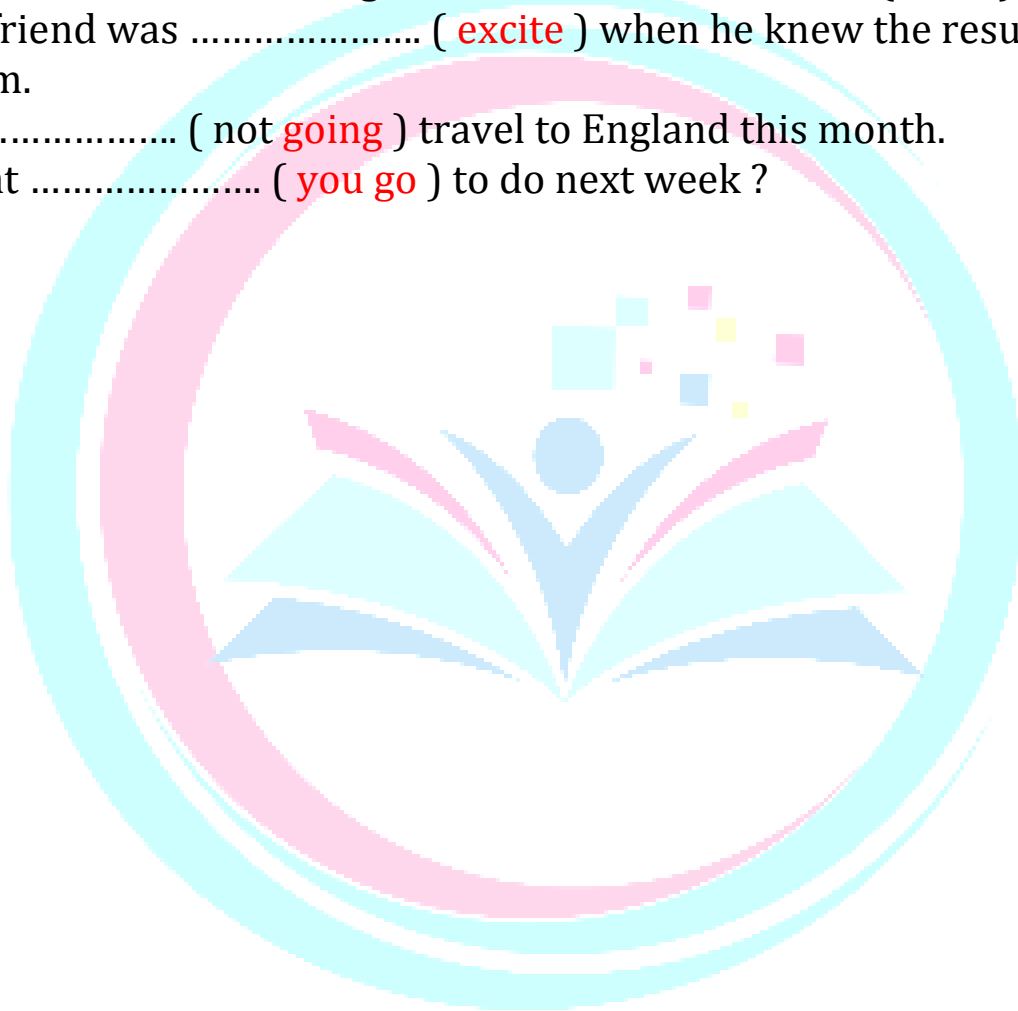 friend was …………………. ( excite ) when he knew the resu
m.
……………….. ( not going ) travel to England this month.
t …………………. ( you go ) to do next week ?